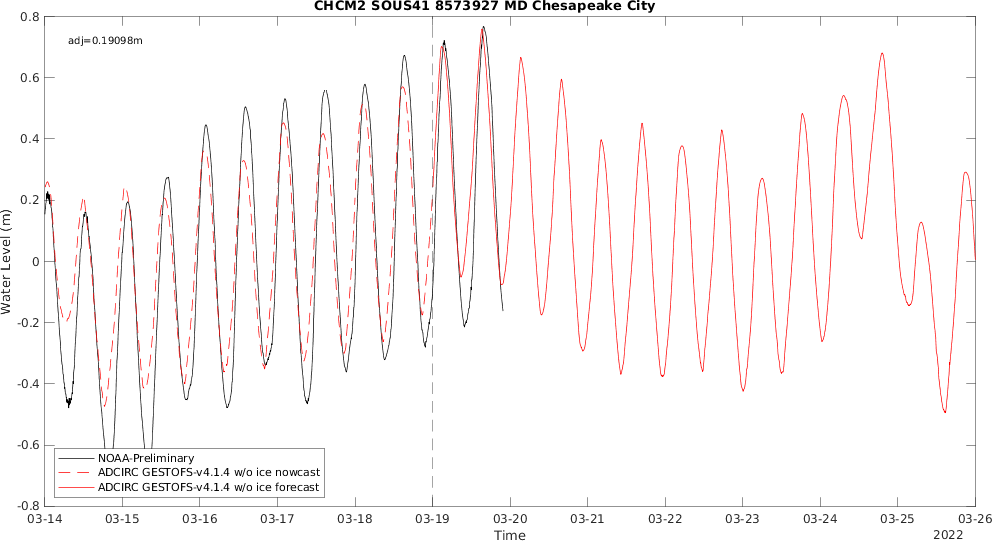 CHCM2 SOUS41 8573927 MD Chesapeake City
adj=0.19098m
0.8
0.6
0.4
0.2
0
-0.2
-0.4
-0.6
-0.8
Water Level (m)
NOAA-Preliminary
ADCIRC GESTOFS-v4.1.4 w/o ice nowcast
ADCIRC GESTOFS-v4.1.4 w/o ice forecast
03-14 03-15 03-16 03-17 03-18 03-19 03-20 03-21 03-22 03-23 03-24 03-25 03-26
Time
2022